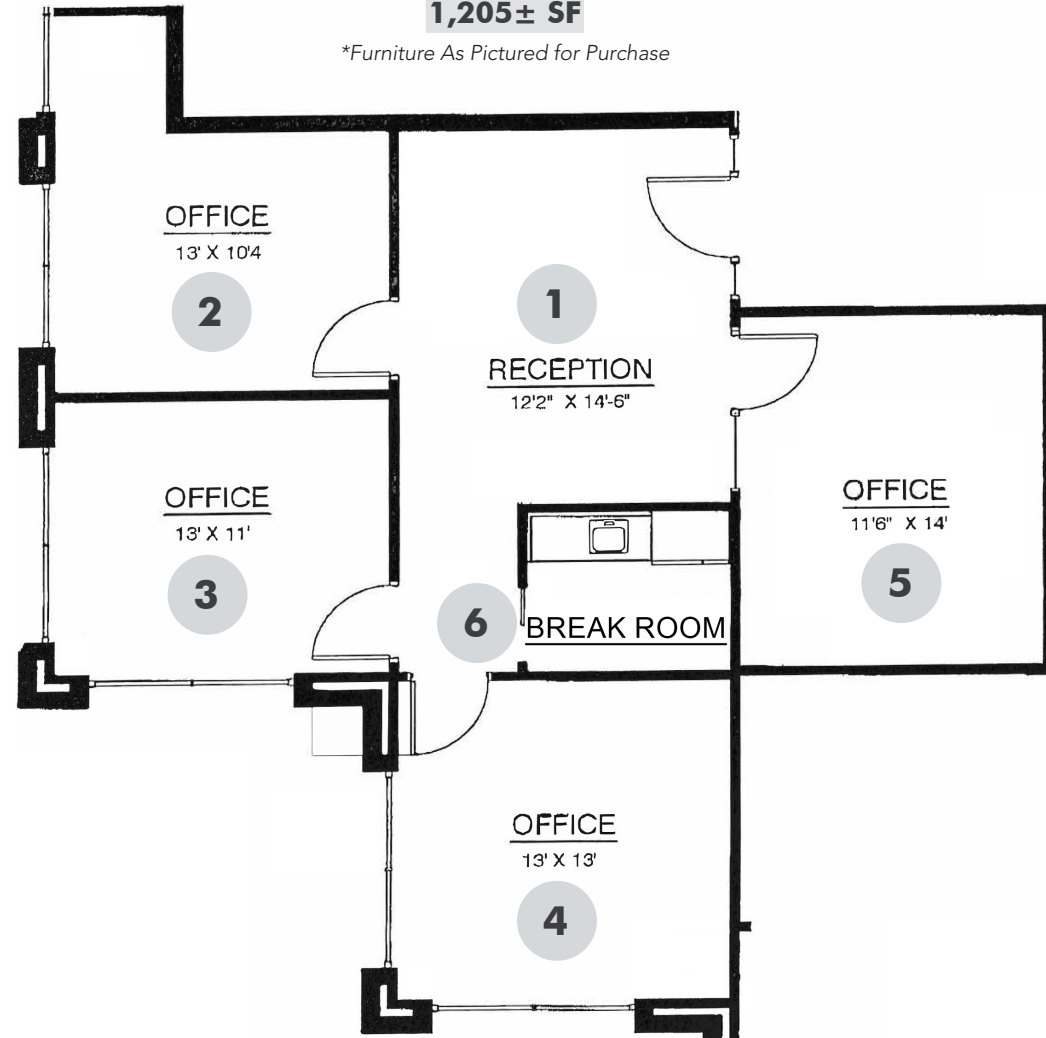 1,205± SF
*Furniture As Pictured for Purchase
OFFICE
13' X 10'4
2
1
RECEPTION
12'2" X 14'-6"
OFFICE
13' X 11'
3
OFFICE
11'6" X 14'
5
6
BREAK ROOM
OFFICE
13' X 13'
4